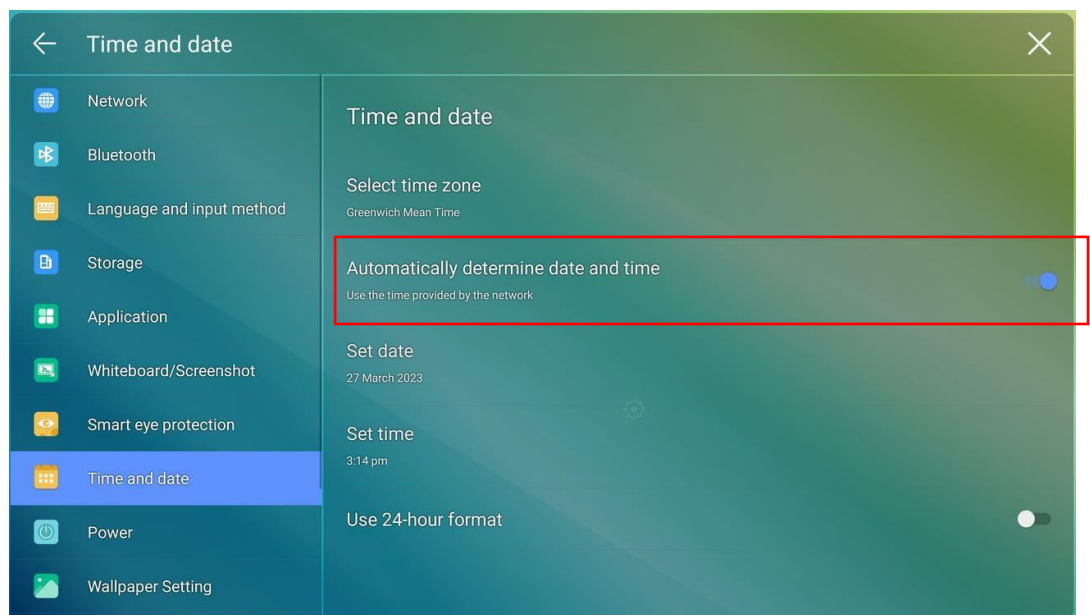 Time and date
Network
Bluetooth
Language and input method
Storage
Application
Whiteboard/Screenshot
Smart eye protection
Time and date
Power
Wallpaper Setting
Time and date
Select time zone
Greenwich Mean Time
Automatically determine date and time
Use the time provided by the network
Set date
27 March 2023
Set time
3:14 pm
Use 24-hour format